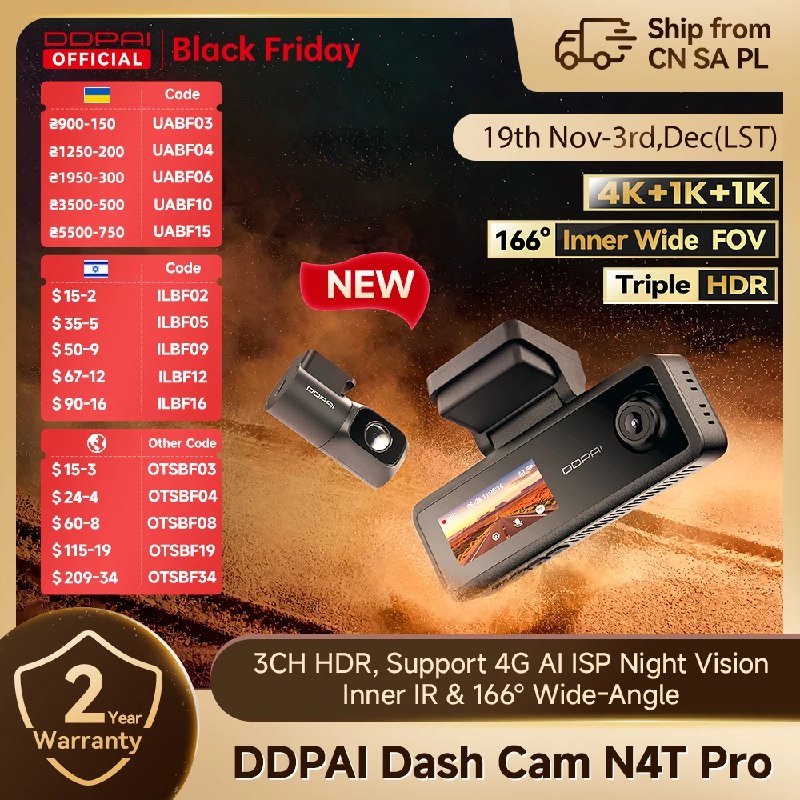 DDPAI
OFFICIAL
Black Friday
Ship from
CN SA PL
Code
₴900-150 UABF03
₴1250-200 UABF04
₴1950-300 UABF06
₴3500-500 UABF10
₴5500-750 UABF15
19th Nov-3rd,Dec(LST)
4K+1K+1K
166° Inner Wide FOV
Triple HDR
Code
$15-2 ILBF02
$35-5 ILBF05
$50-9 ILBF09
$67-12 ILBF12
$90-16 ILBF16
NEW
DDPAI
DDPAI
Other Code
$15-3 OTSBF03
$24-4 OTSBF04
$60-8 OTSBF08
$115-19 OTSBF19
$209-34 OTSBF34
3CH HDR, Support 4G AI ISP Night Vision
Inner IR & 166° Wide-Angle
2 Year
Warranty
DDPAI Dash Cam N4T Pro